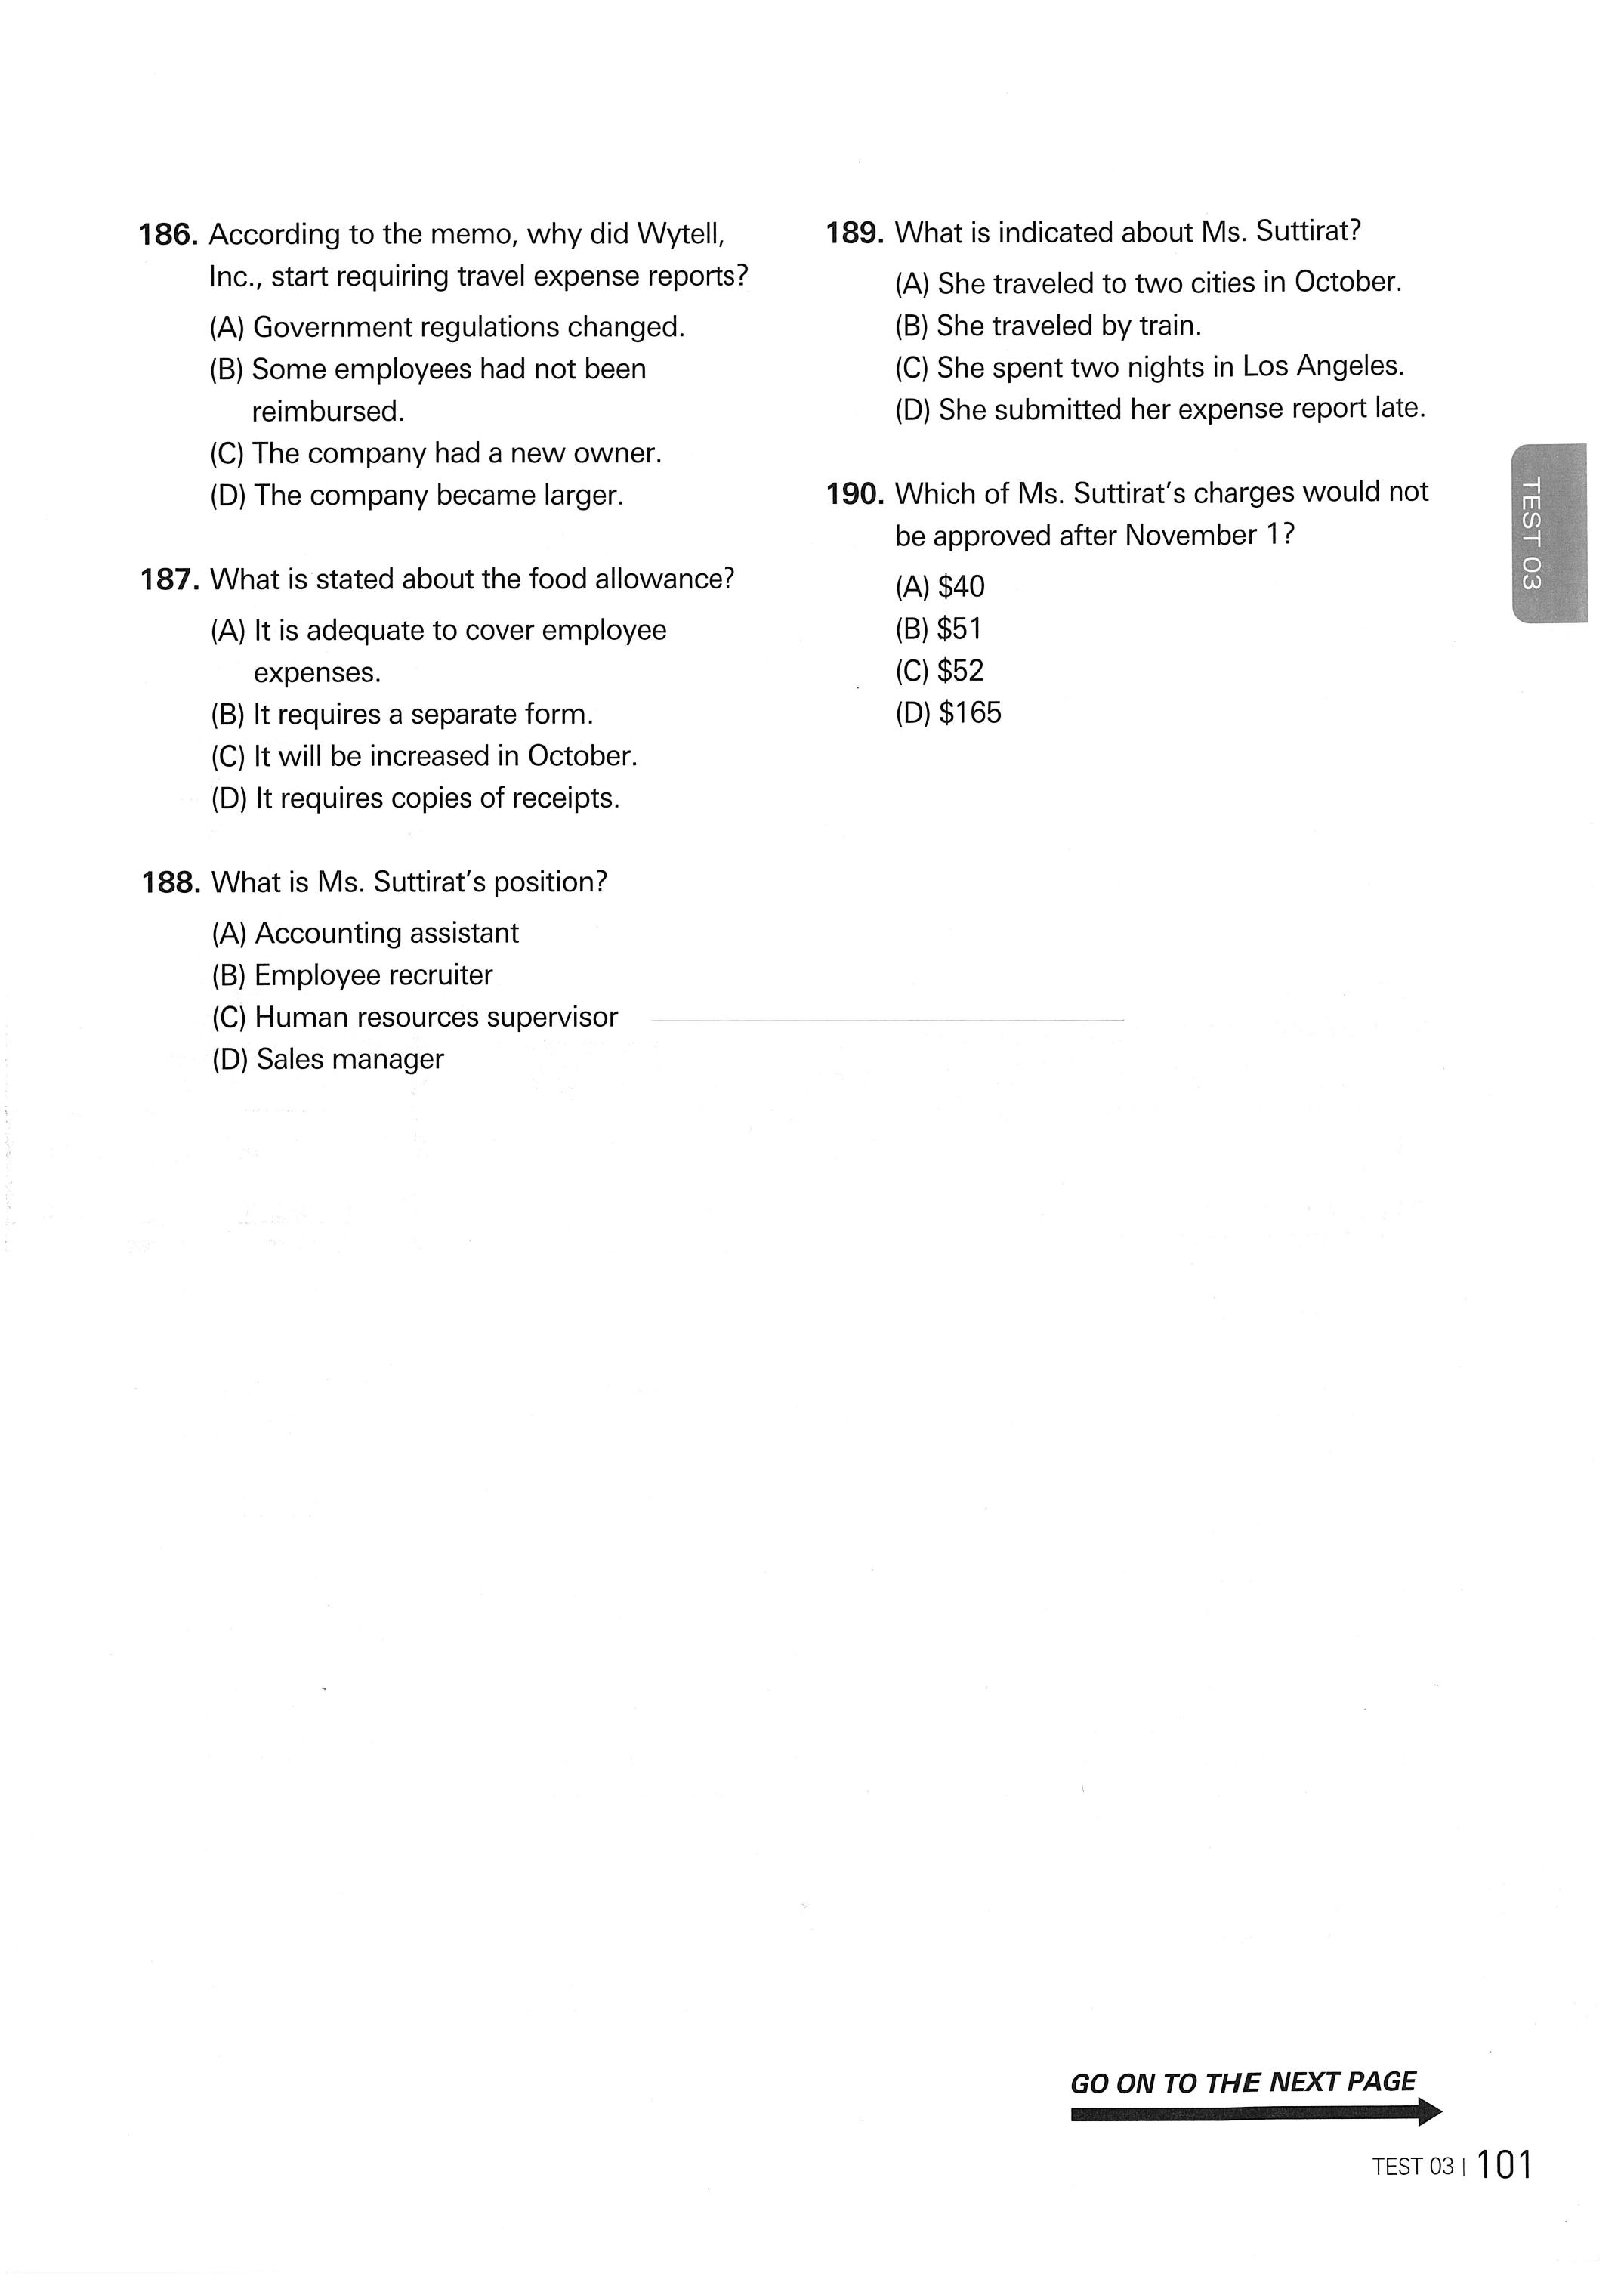 186. According to the memo, why did Wytell,
Inc., start requiring travel expense reports?
(A) Government regulations changed.
(B) Some employees had not been
reimbursed.
(C) The company had a new owner.
(D) The company became larger.
187. What is stated about the food allowance?
(A) It is adequate to cover employee
expenses.
(B) It requires a separate form.
(C) It will be increased in October.
(D) It requires copies of receipts.
188. What is Ms. Suttirat's position?
(A) Accounting assistant
(B) Employee recruiter
(C) Human resources supervisor
(D) Sales manager
189. What is indicated about Ms. Suttirat?
(A) She traveled to two cities in October.
(B) She traveled by train.
(C) She spent two nights in Los Angeles.
(D) She submitted her expense report late.
190. Which of Ms. Suttirat's charges would not
be approved after November 1?
(A) $40
(B) $51
(C) $52
(D) $165
TEST 03
GO ON TO THE NEXT PAGE
TEST 03 | 101